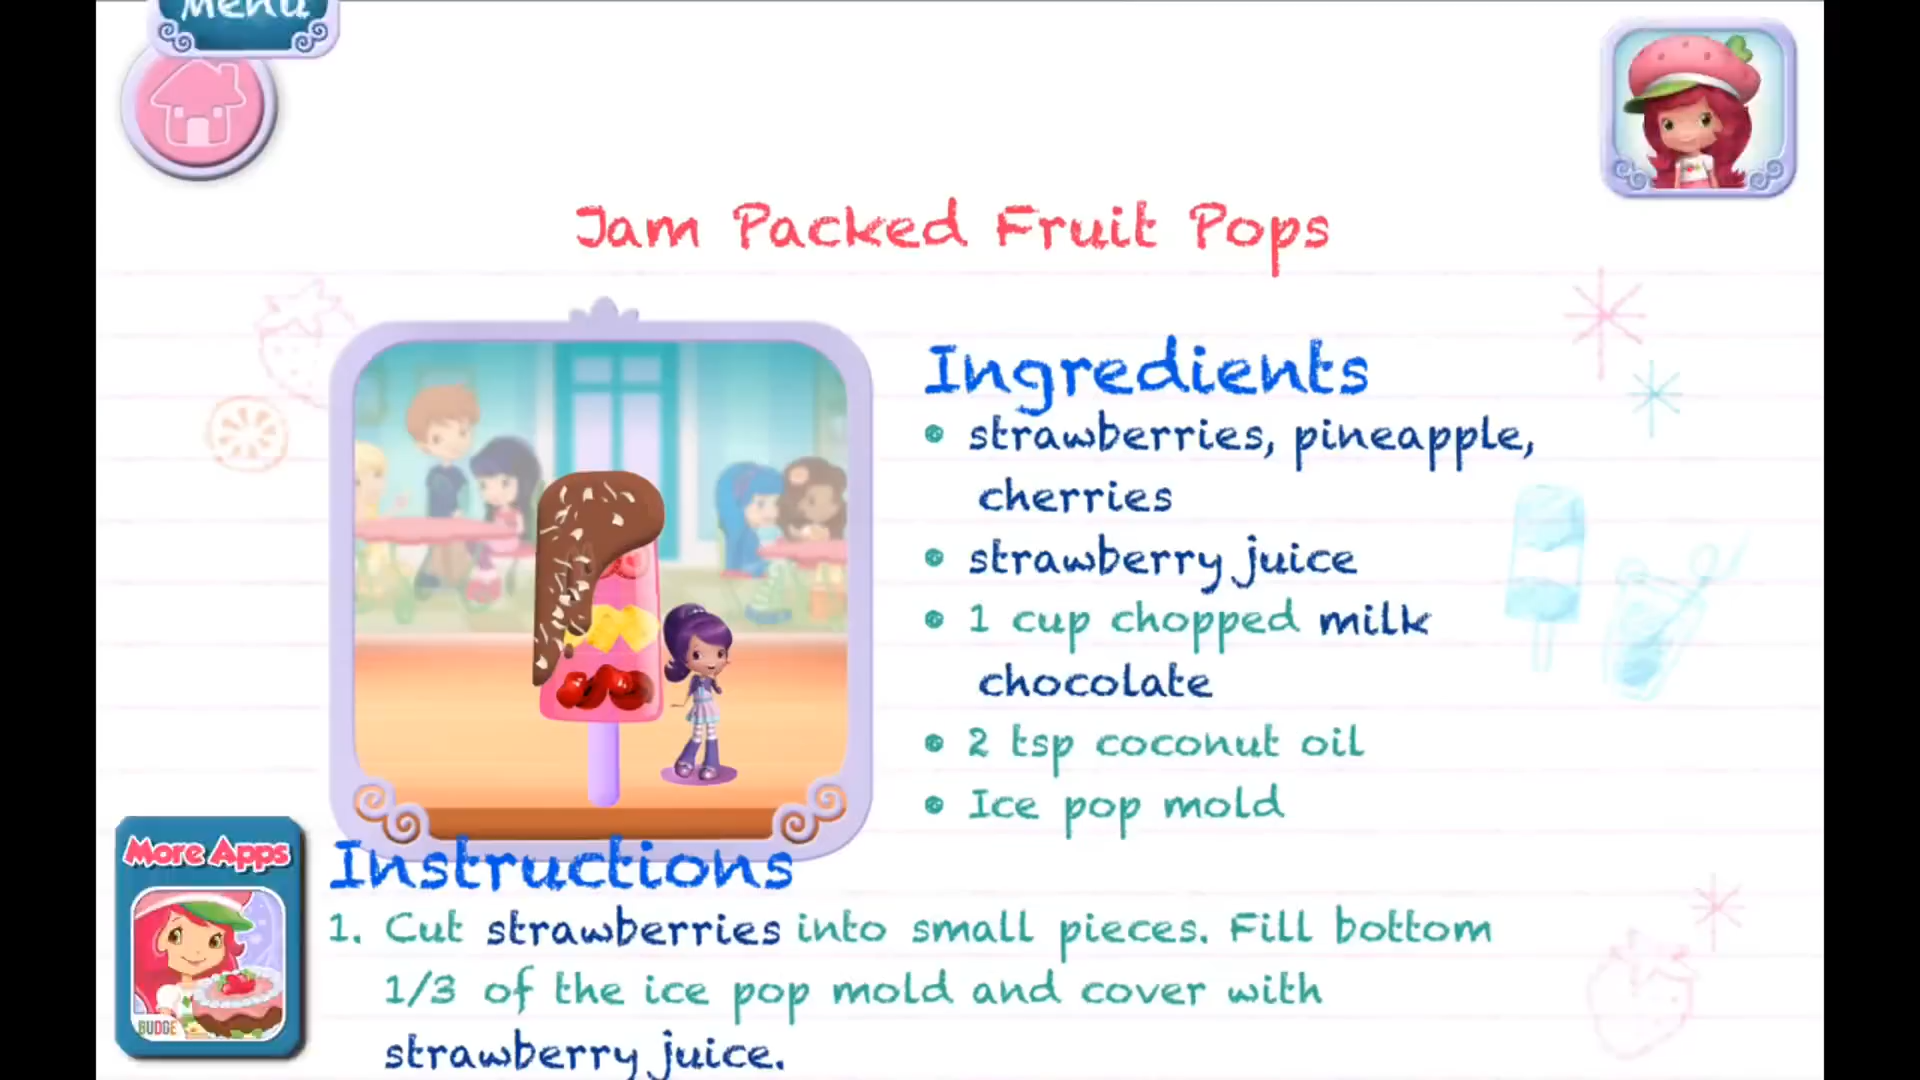 Menu
Jam Packed Fruit Pops
Ingredients
• strawberries, pineapple,
cherries
• strawberry juice
• 1 cup chopped milk
chocolate
• 2 tsp coconut oil
• Ice pop mold
More Apps
BUDGE
Instructions
1. Cut strawberries into small pieces. Fill bottom
1/3 of the ice pop mold and cover with
strawberry juice.